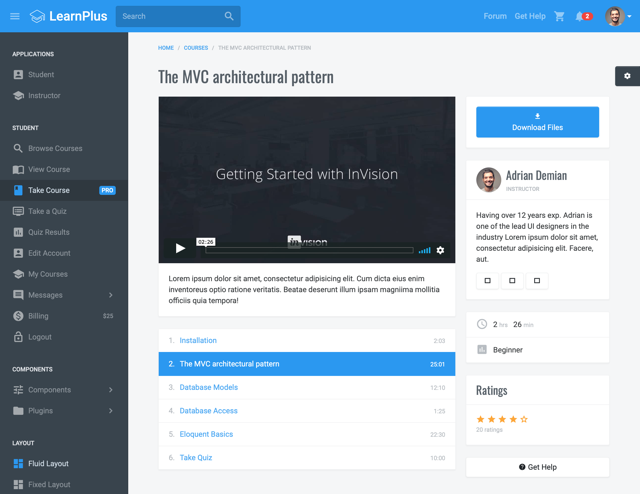 LearnPlus
Search
Forum
Get Help
2
APPLICATIONS
Student
Instructor
STUDENT
Browse Courses
View Course
Take Course PRO
Take a Quiz
Quiz Results
Edit Account
My Courses
Messages
Billing $25
Logout
COMPONENTS
Components
Plugins
LAYOUT
Fluid Layout
Fixed Layout
HOME / COURSES / THE MVC ARCHITECTURAL PATTERN
The MVC architectural pattern
Getting Started with InVision
02:26
invision
Lorem ipsum dolor sit amet, consectetur adipisicing elit. Cum dicta eius enim
inventoreus optio ratione veritatis. Beatae deserunt illum ipsam magniima mollitia
officiis quia tempora!
1. Installation 2:03
2. The MVC architectural pattern 25:01
3. Database Models 12:10
4. Database Access 1:25
5. Eloquent Basics 22:30
6. Take Quiz 10:00
Download Files
Adrian Demian
INSTRUCTOR
Having over 12 years exp. Adrian is
one of the lead UI designers in the
industry Lorem ipsum dolor sit amet,
consectetur adipisicing elit. Facere,
aut.
2 hrs 26 min
Beginner
Ratings
20 ratings
Get Help